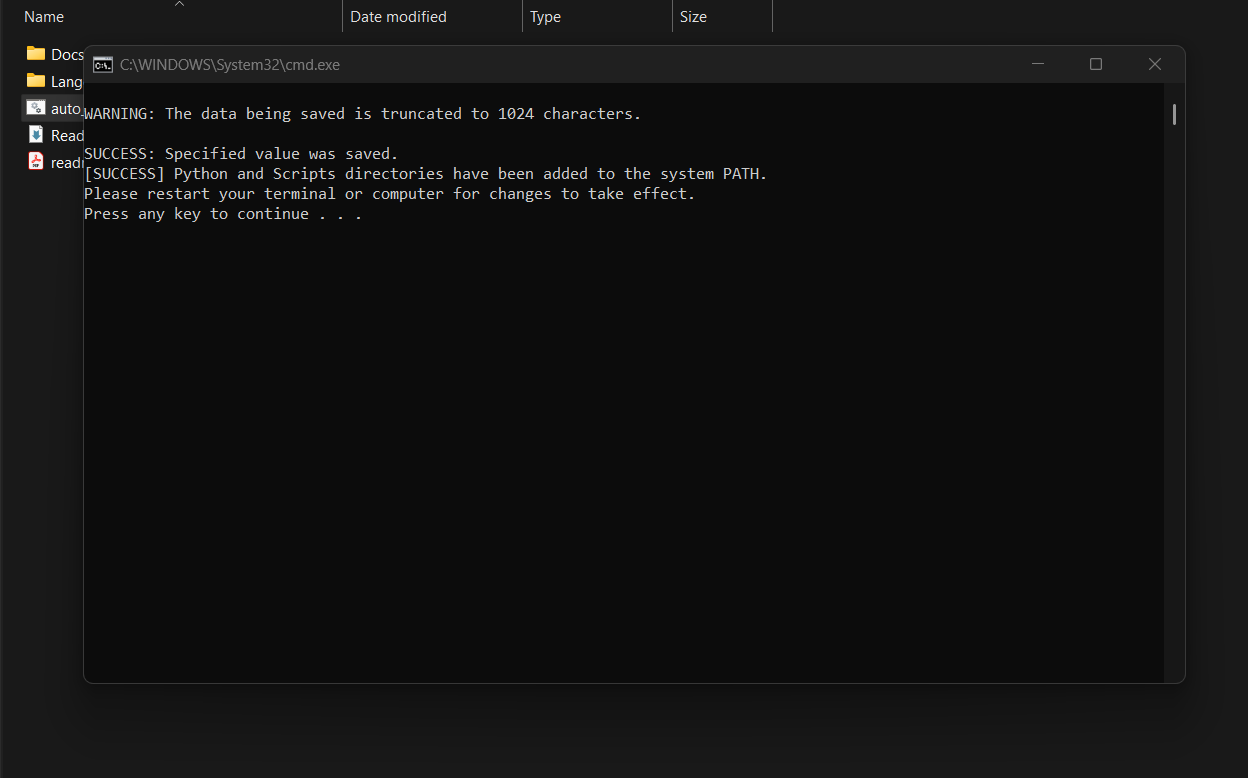 Name Date modified Type Size
Docs
C:\WINDOWS\System32\cmd.exe
Lang
auto_
WARNING: The data being saved is truncated to 1024 characters.
Read
SUCCESS: Specified value was saved.
readm
[SUCCESS] Python and Scripts directories have been added to the system PATH.
Please restart your terminal or computer for changes to take effect.
Press any key to continue . . .